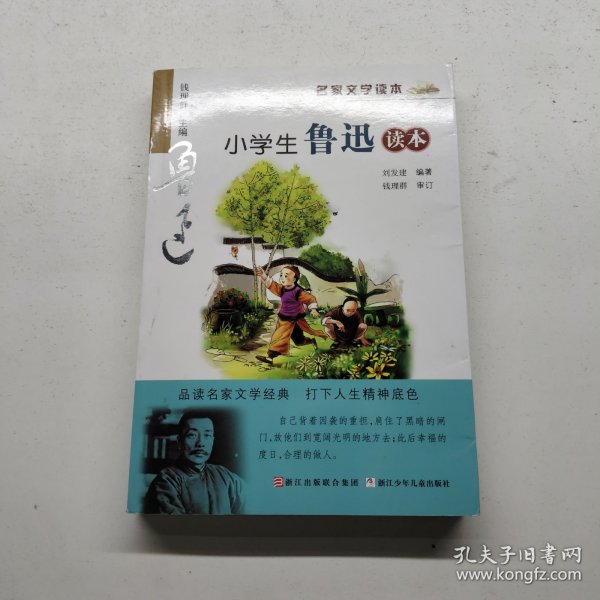 名家文学读本
钱理群 主编
鲁迅
小学生 鲁迅 读本
刘发建 编著
钱理群 审订
品读名家文学经典 打下人生精神底色
自己背着因袭的重担,肩住了黑暗的闸
门,放他们到宽阔光明的地方去;此后幸福的
度日,合理的做人。
浙江出版联合集团 浙江少年儿童出版社
孔夫子旧书网
www.kongfz.com